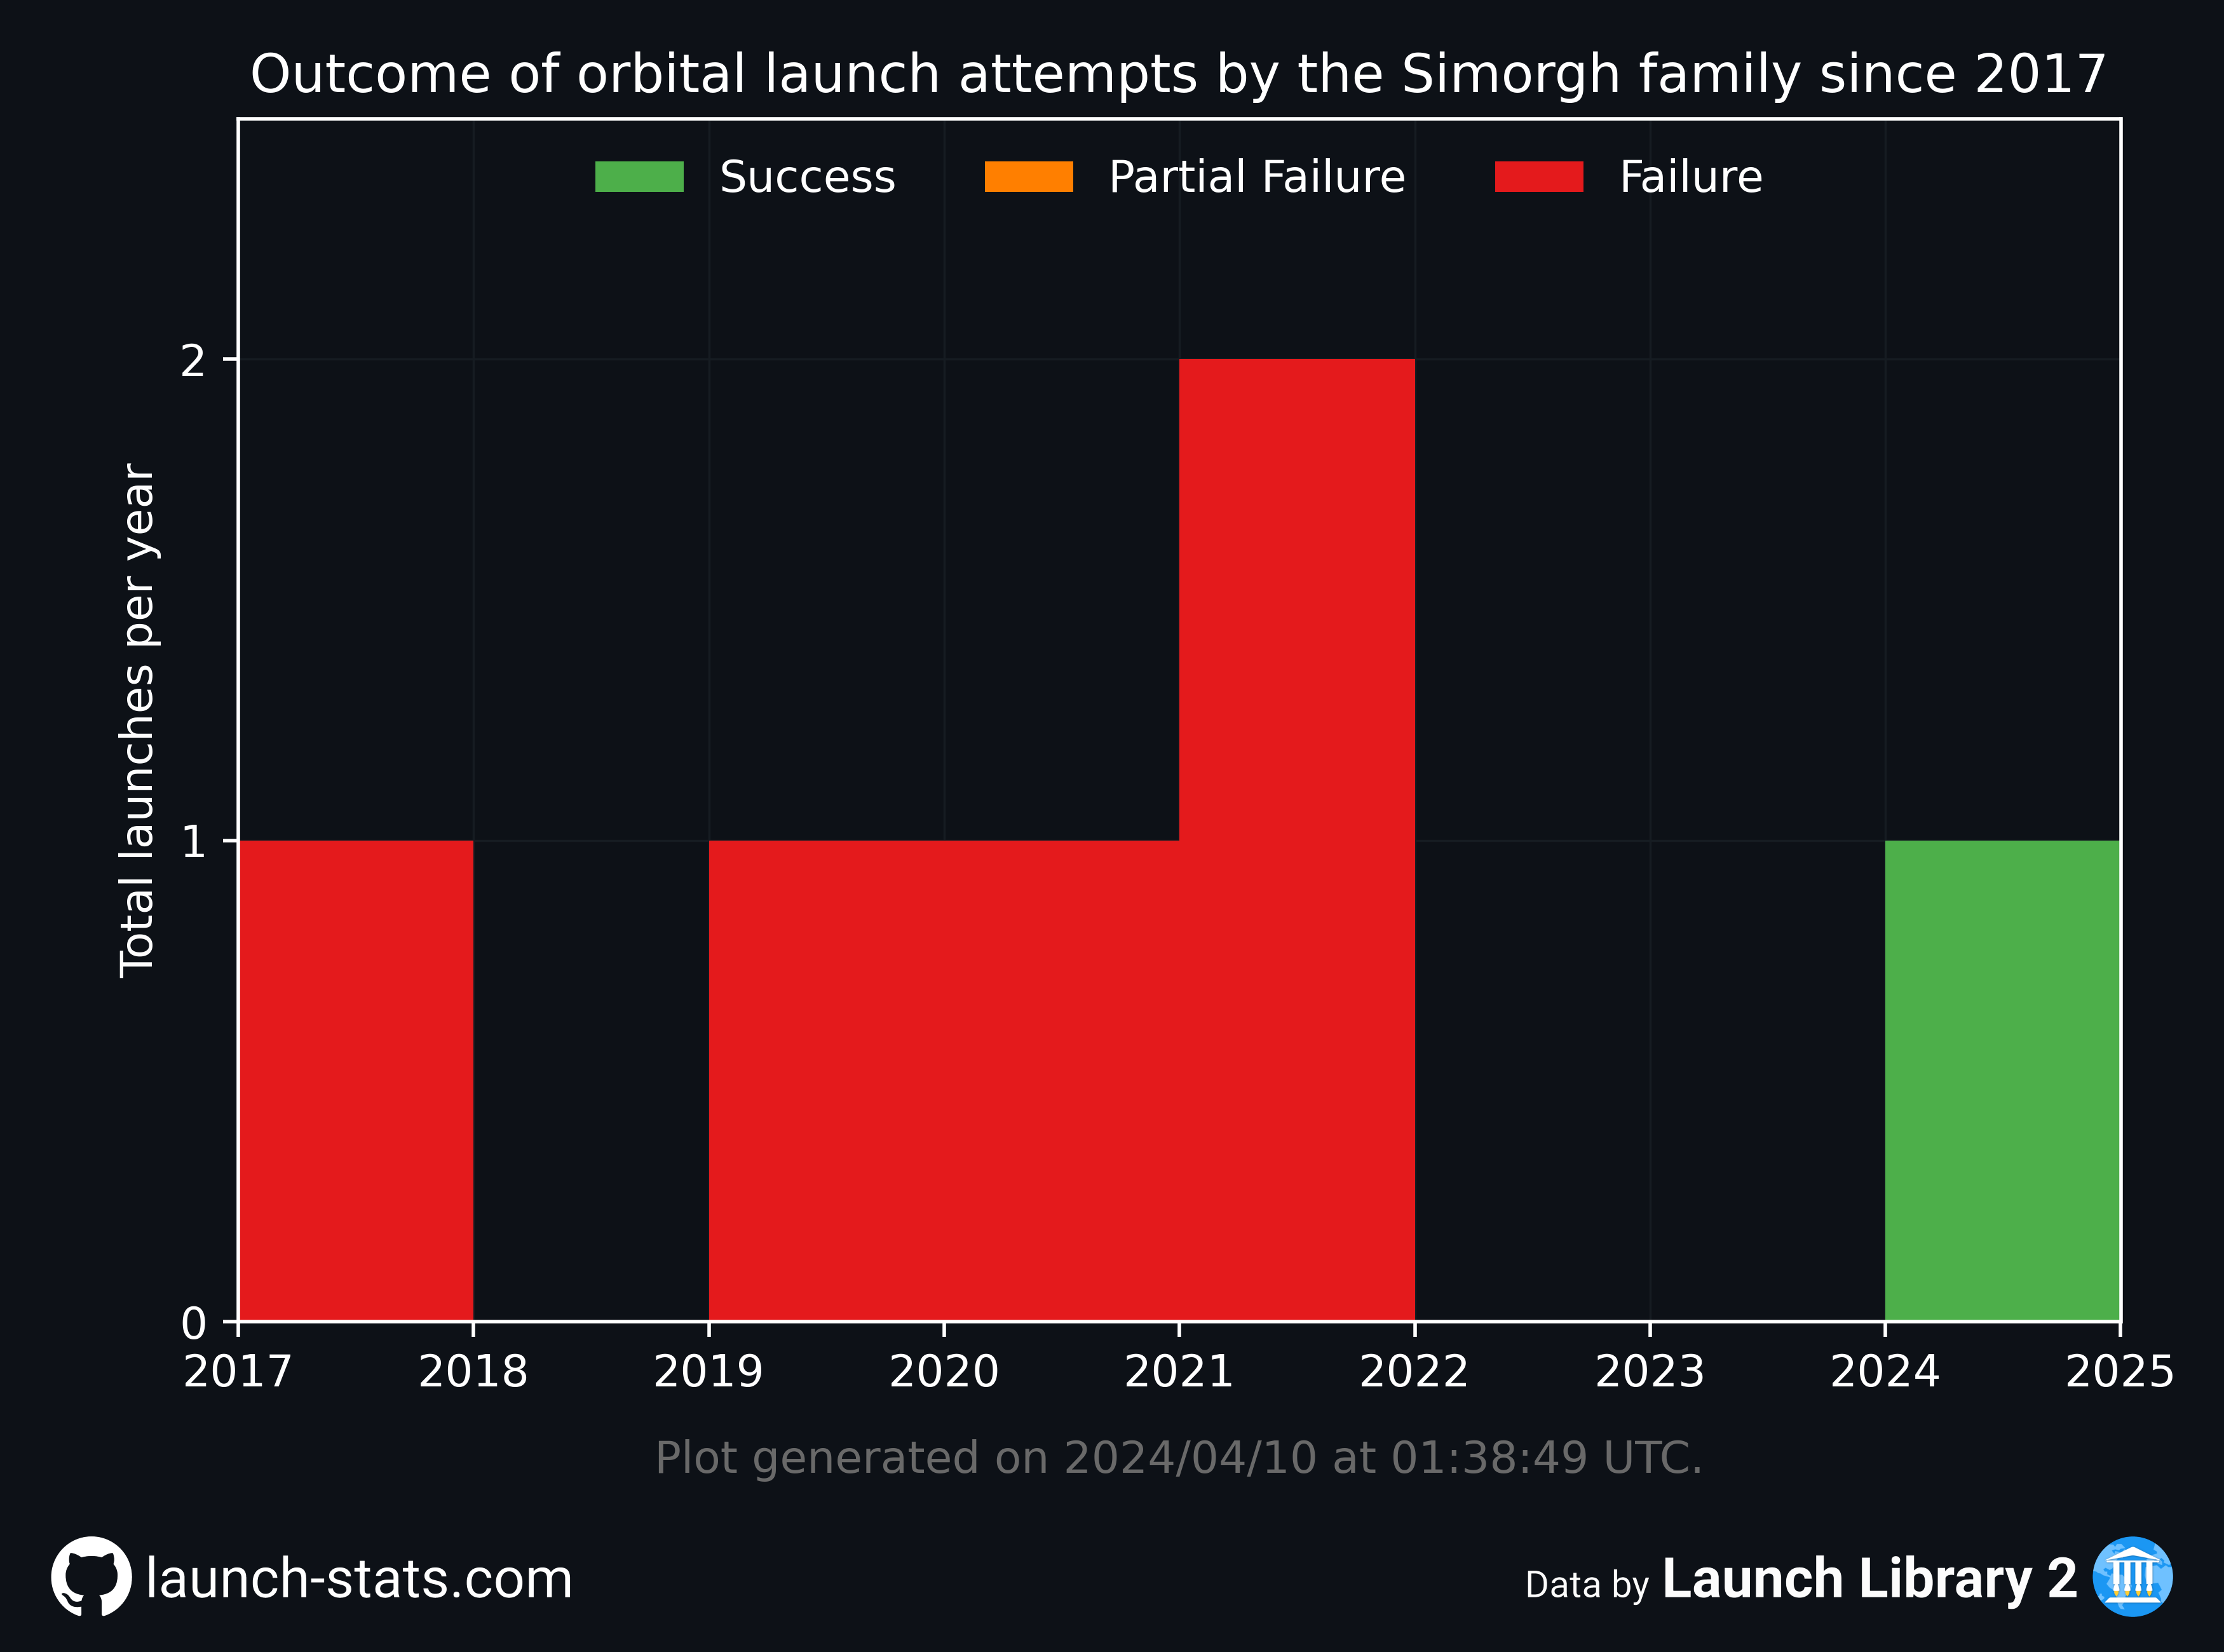 Outcome of orbital launch attempts by the Simorgh family since 2017
Success Partial Failure Failure
Total launches per year
2
1
0
2017 2018 2019 2020 2021 2022 2023 2024 2025
Plot generated on 2024/04/10 at 01:38:49 UTC.
launch-stats.com
Data by Launch Library 2